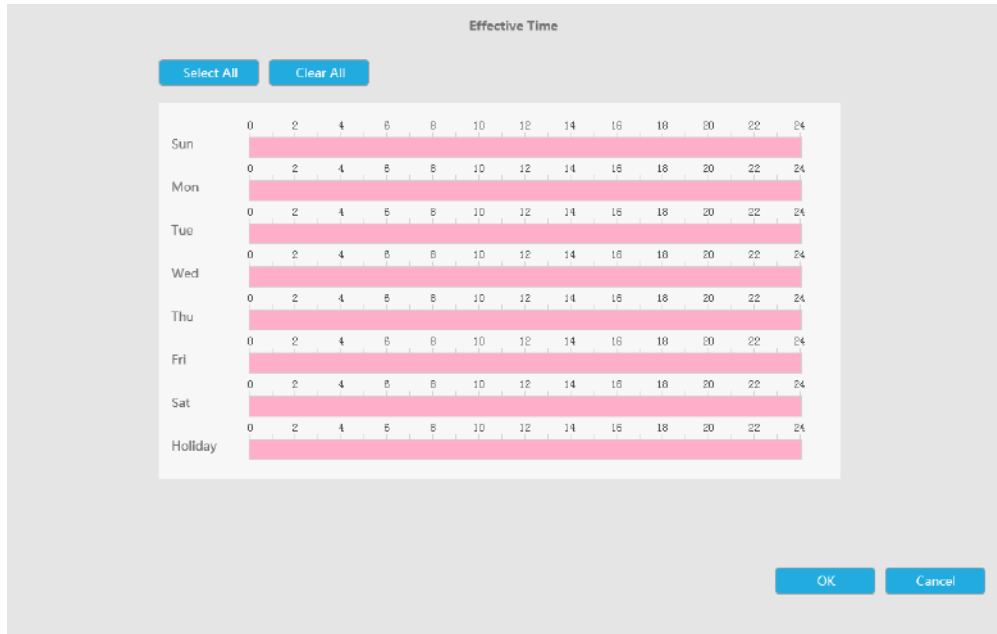 Effective Time
Select All Clear All
0 2 4 6 8 10 12 14 16 18 20 22 24
Sun
0 2 4 6 8 10 12 14 16 18 20 22 24
Mon
0 2 4 6 8 10 12 14 16 18 20 22 24
Tue
0 2 4 6 8 10 12 14 16 18 20 22 24
Wed
0 2 4 6 8 10 12 14 16 18 20 22 24
Thu
0 2 4 6 8 10 12 14 16 18 20 22 24
Fri
0 2 4 6 8 10 12 14 16 18 20 22 24
Sat
0 2 4 6 8 10 12 14 16 18 20 22 24
Holiday
OK Cancel